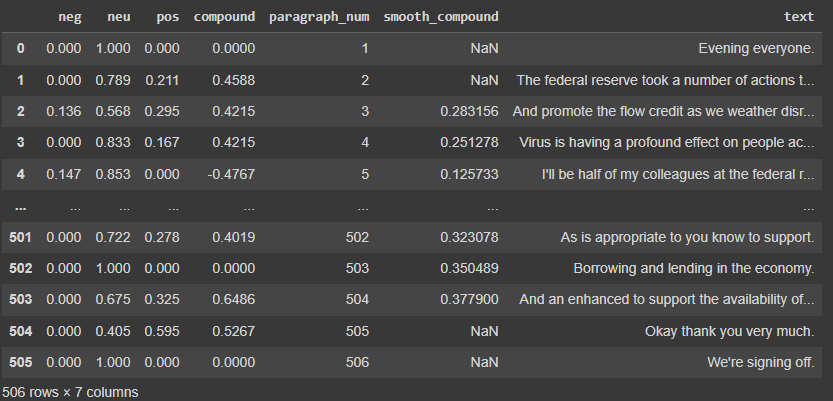 neg neu pos compound paragraph_num smooth_compound text
0 0.000 1.000 0.000 0.0000 1 NaN Evening everyone.
1 0.000 0.789 0.211 0.4588 2 NaN The federal reserve took a number of actions t...
2 0.136 0.568 0.295 0.4215 3 0.283156 And promote the flow credit as we weather disr...
3 0.000 0.833 0.167 0.4215 4 0.251278 Virus is having a profound effect on people ac...
4 0.147 0.853 0.000 -0.4767 5 0.125733 I'll be half of my colleagues at the federal r...
... ... ... ... ... ... ... ...
501 0.000 0.722 0.278 0.4019 502 0.323078 As is appropriate to you know to support.
502 0.000 1.000 0.000 0.0000 503 0.350489 Borrowing and lending in the economy.
503 0.000 0.675 0.325 0.6486 504 0.377900 And an enhanced to support the availability of...
504 0.000 0.405 0.595 0.5267 505 NaN Okay thank you very much.
505 0.000 1.000 0.000 0.0000 506 NaN We're signing off.
506 rows × 7 columns